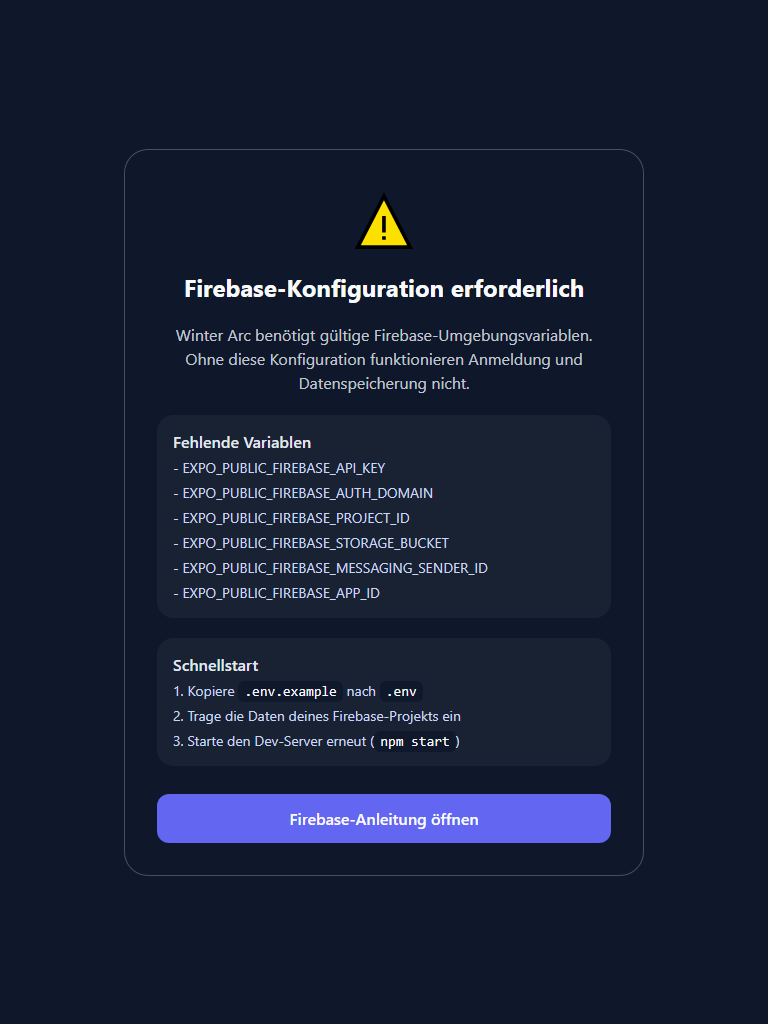 Firebase-Konfiguration erforderlich
Winter Arc benötigt gültige Firebase-Umgebungsvariablen.
Ohne diese Konfiguration funktionieren Anmeldung und
Datenspeicherung nicht.
Fehlende Variablen
- EXPO_PUBLIC_FIREBASE_API_KEY
- EXPO_PUBLIC_FIREBASE_AUTH_DOMAIN
- EXPO_PUBLIC_FIREBASE_PROJECT_ID
- EXPO_PUBLIC_FIREBASE_STORAGE_BUCKET
- EXPO_PUBLIC_FIREBASE_MESSAGING_SENDER_ID
- EXPO_PUBLIC_FIREBASE_APP_ID
Schnellstart
1. Kopiere .env.example nach .env
2. Trage die Daten deines Firebase-Projekts ein
3. Starte den Dev-Server erneut ( npm start )
Firebase-Anleitung öffnen